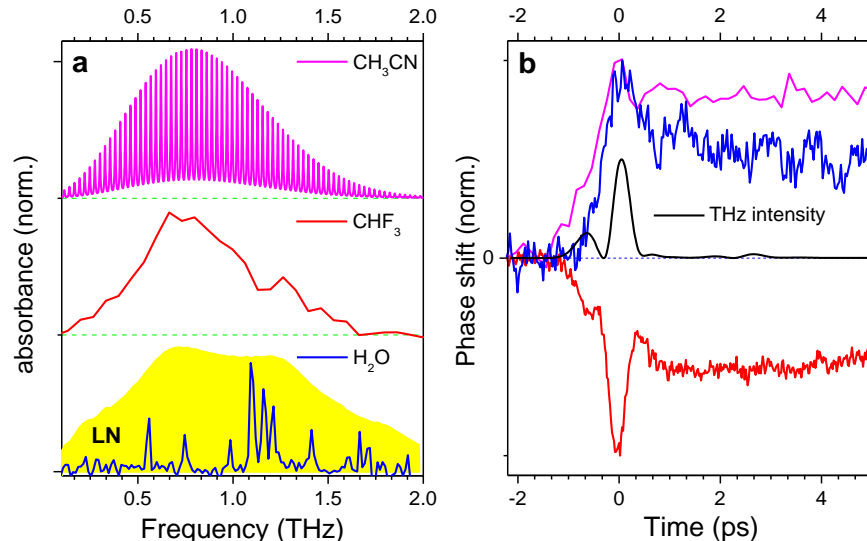 0.5 1.0 1.5 2.0
-2 0 2 4
a
CH₃CN
CHF₃
H₂O
LN
absorbance (norm.)
0.5 1.0 1.5 2.0
Frequency (THz)
b
THz intensity
0
Phase shift (norm.)
-2 0 2 4
Time (ps)